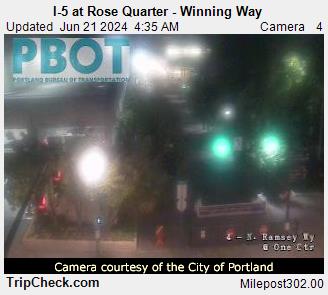 I-5 at Rose Quarter - Winning Way
Updated Jun 21 2024 4:35 AM Camera 4
PBOT
PORTLAND BUREAU OF TRANSPORTATION
4 - N. Ramsey Wy
@ One Ctr
Camera courtesy of the City of Portland
TripCheck.com Milepost302.00